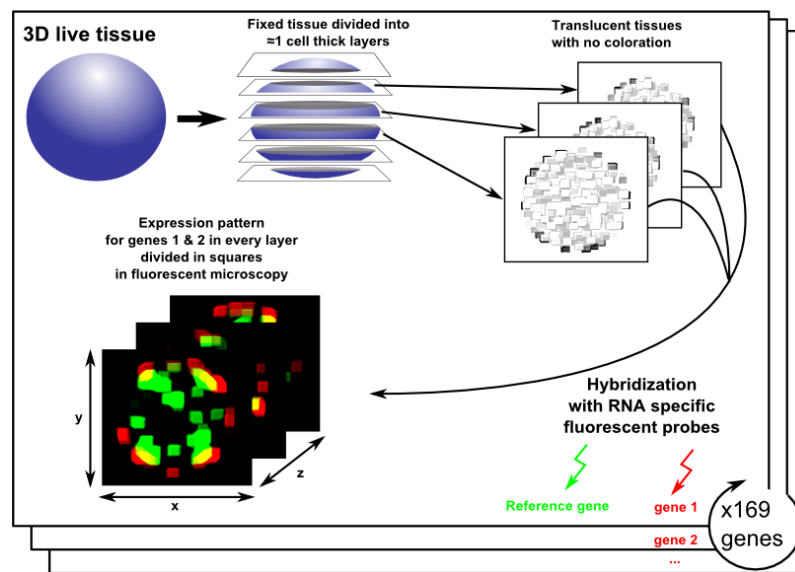 3D live tissue
Fixed tissue divided into
≈1 cell thick layers
Translucent tissues
with no coloration
Expression pattern
for genes 1 & 2 in every layer
divided in squares
in fluorescent microscopy
y
x
z
Hybridization
with RNA specific
fluorescent probes
Reference gene
gene 1
gene 2
...
x169
genes